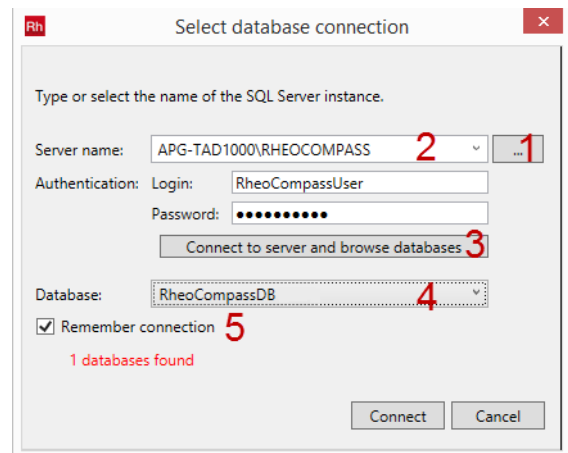 Rh Select database connection ×
Type or select the name of the SQL Server instance.
Server name: APG-TAD1000\RHEOCOMPASS 2 ... 1
Authentication: Login: RheoCompassUser
Password: ●●●●●●●●●●
Connect to server and browse databases 3
Database: RheoCompassDB 4
Remember connection 5
1 databases found
Connect Cancel